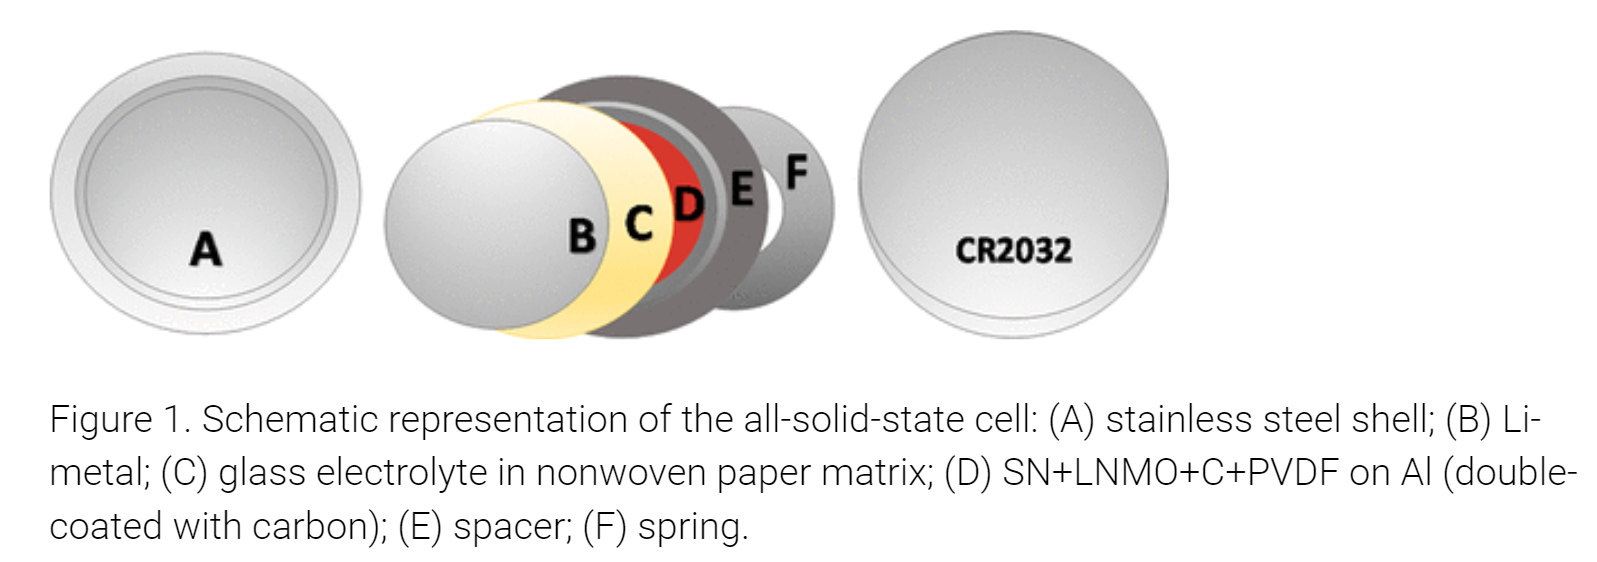 A
B
C
D
E
F
CR2032
Figure 1. Schematic representation of the all-solid-state cell: (A) stainless steel shell; (B) Li-
metal; (C) glass electrolyte in nonwoven paper matrix; (D) SN+LNMO+C+PVDF on Al (double-
coated with carbon); (E) spacer; (F) spring.